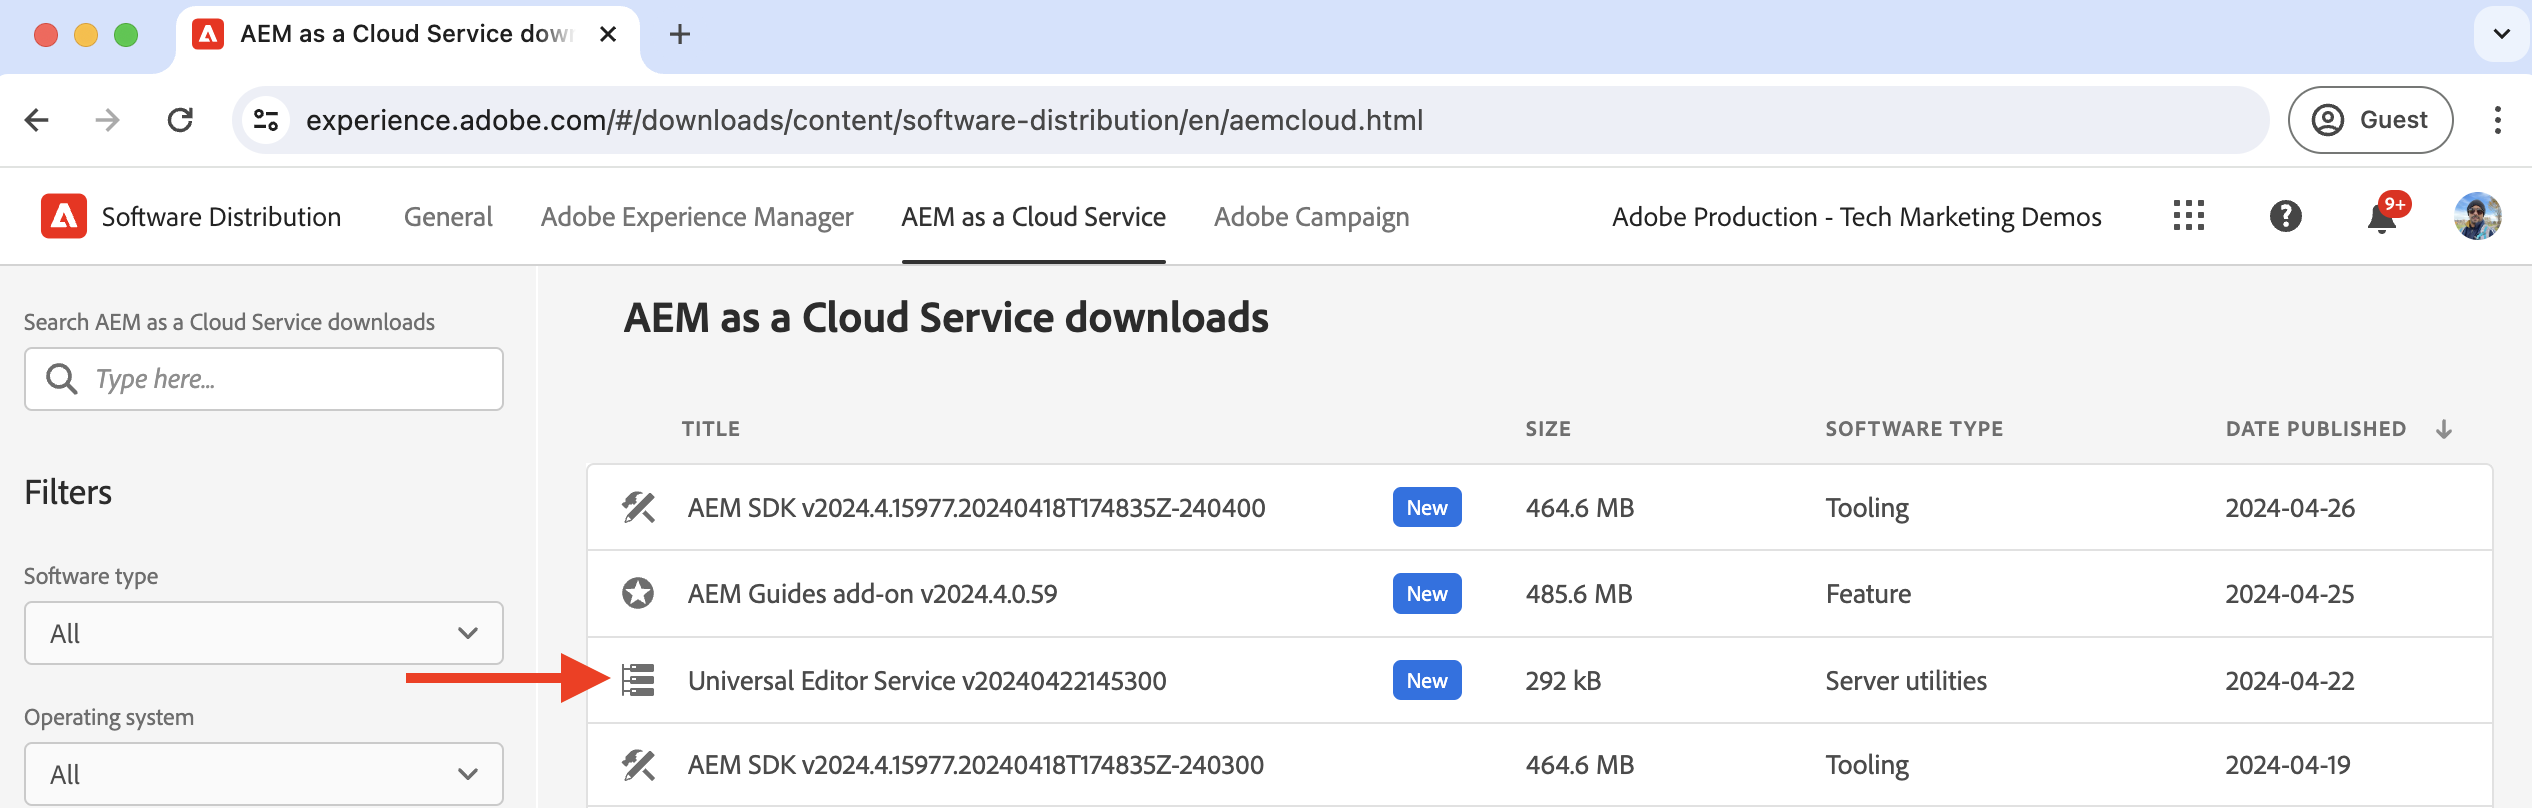 AEM as a Cloud Service dow
experience.adobe.com/#/downloads/content/software-distribution/en/aemcloud.html
Guest
Software Distribution General Adobe Experience Manager AEM as a Cloud Service Adobe Campaign Adobe Production - Tech Marketing Demos 9+
Search AEM as a Cloud Service downloads
Type here...
Filters
Software type
All
Operating system
All
AEM as a Cloud Service downloads
TITLE SIZE SOFTWARE TYPE DATE PUBLISHED
AEM SDK v2024.4.15977.20240418T174835Z-240400 New 464.6 MB Tooling 2024-04-26
AEM Guides add-on v2024.4.0.59 New 485.6 MB Feature 2024-04-25
Universal Editor Service v20240422145300 New 292 kB Server utilities 2024-04-22
AEM SDK v2024.4.15977.20240418T174835Z-240300 464.6 MB Tooling 2024-04-19